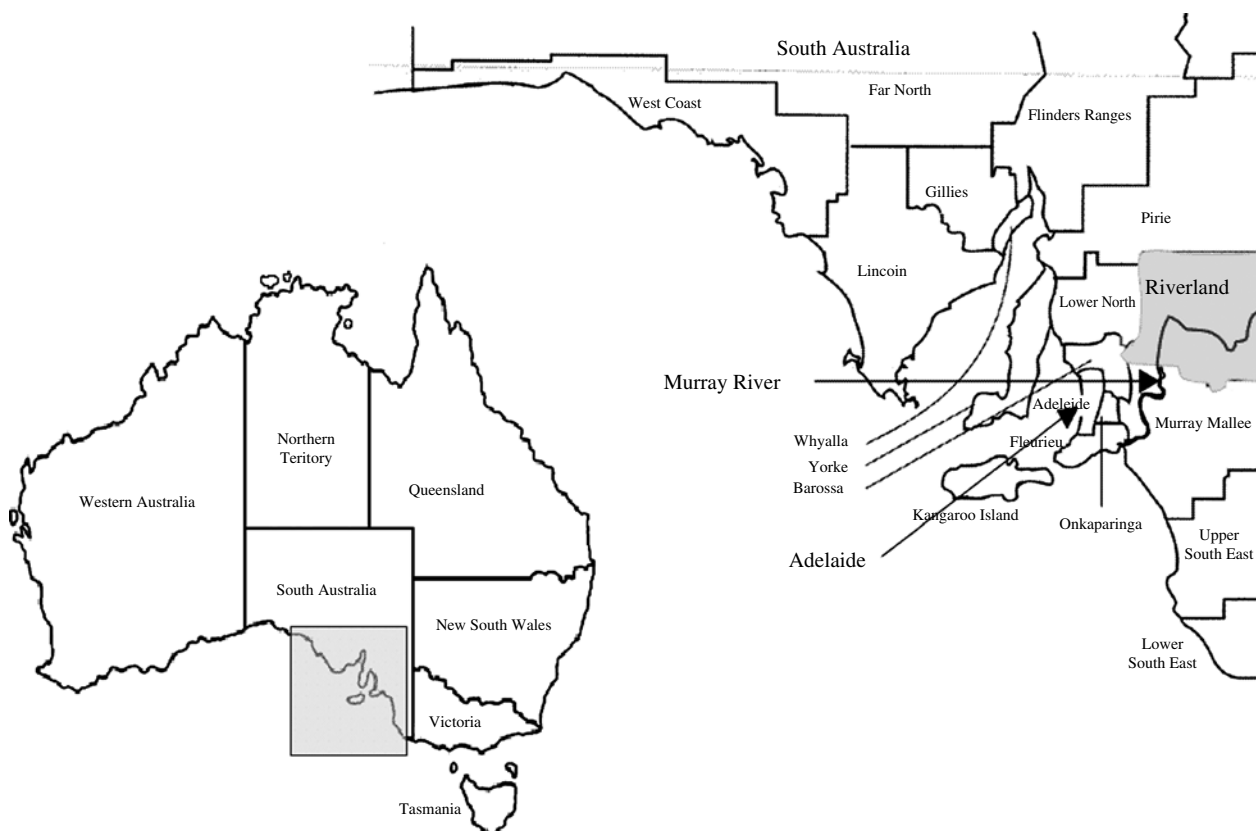 South Australia
Far North
West Coast
Flinders Ranges
Gillies
Pirie
Lincoin
Riverland
Lower North
Murray River
Adeleide
Murray Mallee
Fleurieu
Whyalla
Yorke
Barossa
Kangaroo Island
Onkaparinga
Adelaide
Upper
South East
Lower
South East
Northern
Teritory
Western Australia
Queensland
South Australia
New South Wales
Victoria
Tasmania